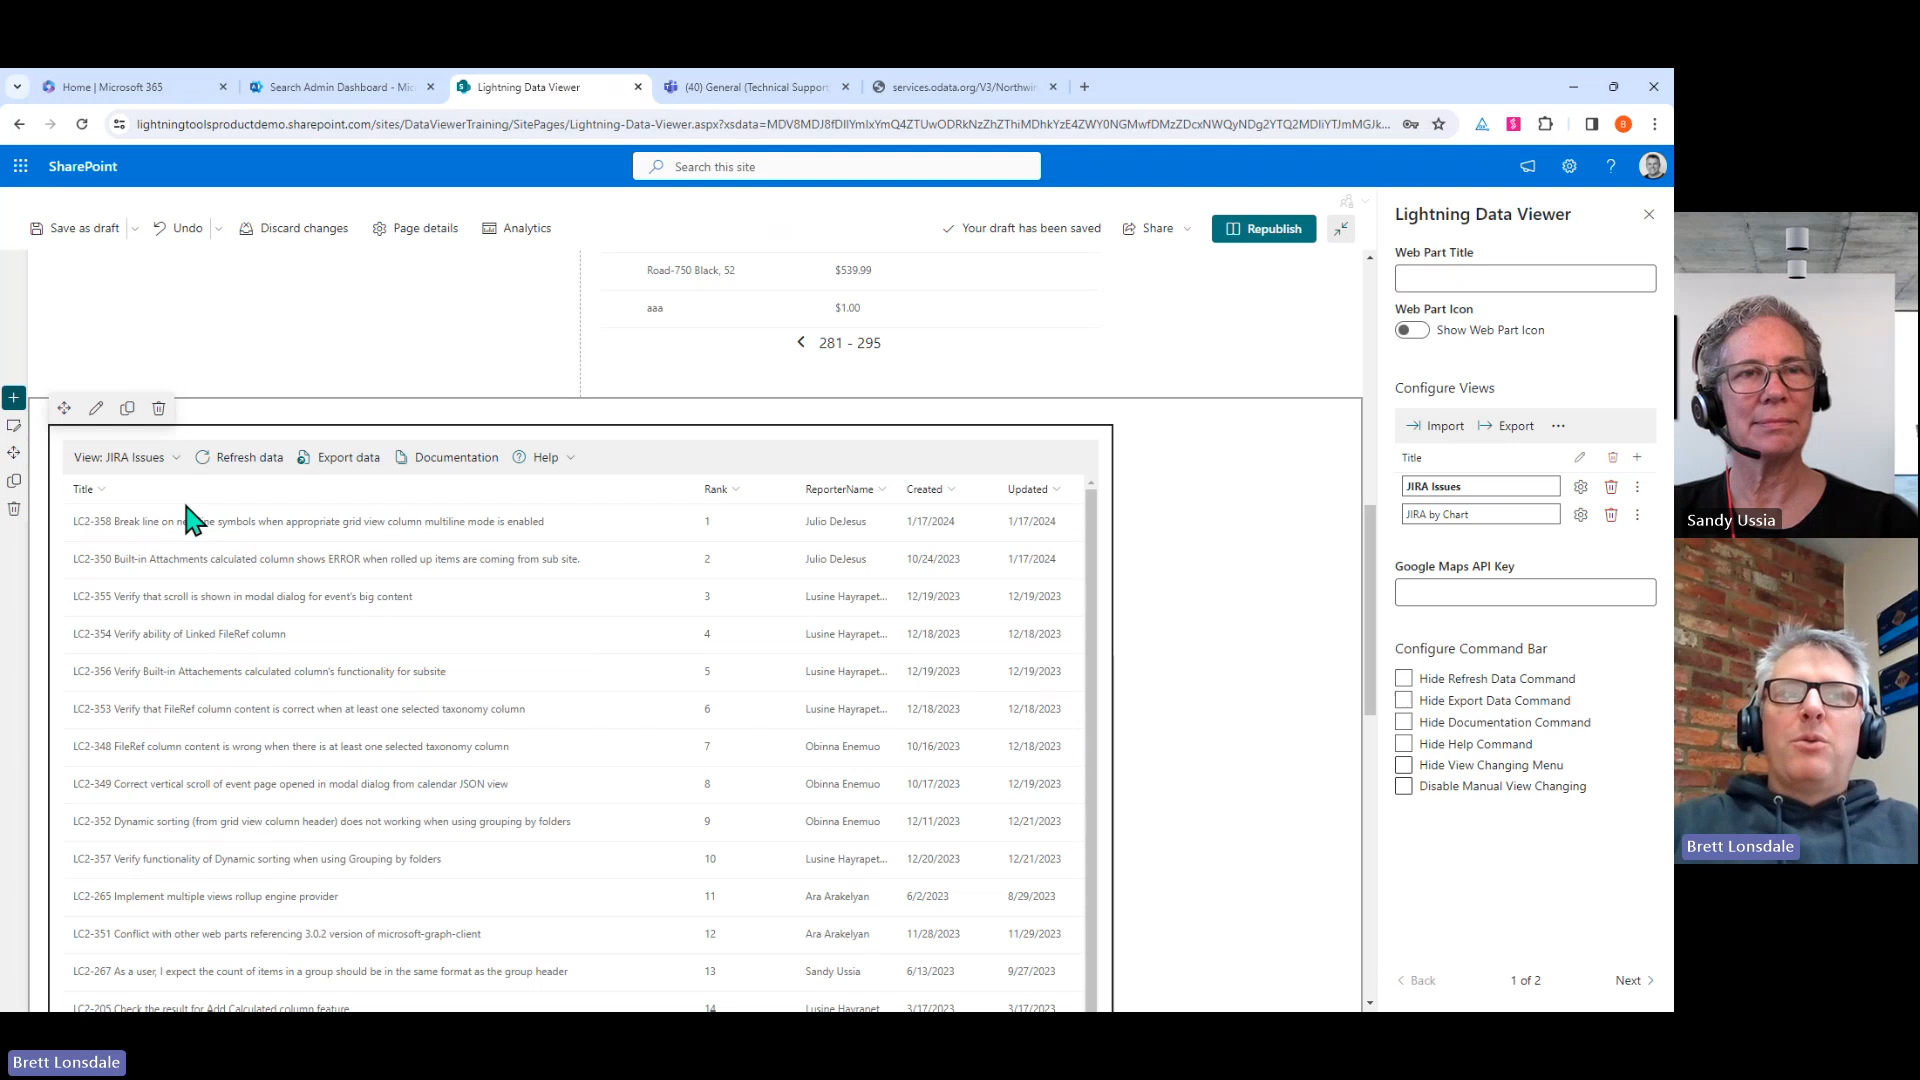 Home | Microsoft 365
Search Admin Dashboard - Mic
Lightning Data Viewer
(40) General (Technical Support
services.odata.org/V3/Northwin
lightningtoolsproductdemo.sharepoint.com/sites/DataViewerTraining/SitePages/Lightning-Data-Viewer.aspx?
SharePoint
Search this site
Save as draft
Undo
Discard changes
Page details
Analytics
Your draft has been saved
Share
Republish
Road-750 Black, 52 $539.99
aaa $1.00
281 - 295
View: JIRA Issues
Refresh data
Export data
Documentation
Help
Title Rank ReporterName Created Updated
LC2-358 Break line on symbols when appropriate grid view column multiline mode is enabled 1 Julio DeJesus 1/17/2024 1/17/2024
LC2-350 Built-in Attachments calculated column shows ERROR when rolled up items are coming from sub site. 2 Julio DeJesus 10/24/2023 1/17/2024
LC2-355 Verify that scroll is shown in modal dialog for event's big content 3 Lusine Hayrapet... 12/19/2023 12/19/2023
LC2-354 Verify ability of Linked FileRef column 4 Lusine Hayrapet... 12/18/2023 12/18/2023
LC2-356 Verify Built-in Attachements calculated column's functionality for subsite 5 Lusine Hayrapet... 12/19/2023 12/19/2023
LC2-353 Verify that FileRef column content is correct when at least one selected taxonomy column 6 Lusine Hayrapet... 12/18/2023 12/18/2023
LC2-348 FileRef column content is wrong when there is at least one selected taxonomy column 7 Obinna Enemuo 10/16/2023 12/18/2023
LC2-349 Correct vertical scroll of event page opened in modal dialog from calendar JSON view 8 Obinna Enemuo 10/17/2023 12/19/2023
LC2-352 Dynamic sorting (from grid view column header) does not working when using grouping by folders 9 Obinna Enemuo 12/11/2023 12/21/2023
LC2-357 Verify functionality of Dynamic sorting when using Grouping by folders 10 Lusine Hayrapet... 12/20/2023 12/21/2023
LC2-265 Implement multiple views rollup engine provider 11 Ara Arakelyan 6/2/2023 8/29/2023
LC2-351 Conflict with other web parts referencing 3.0.2 version of microsoft-graph-client 12 Ara Arakelyan 11/28/2023 11/29/2023
LC2-267 As a user, I expect the count of items in a group should be in the same format as the group header 13 Sandy Ussia 6/13/2023 9/27/2023
LC2-205 Check the result for Add Calculated column feature 14 Lusine Hayrapet... 3/17/2023 3/17/2023
Lightning Data Viewer
Web Part Title
Web Part Icon
Show Web Part Icon
Configure Views
Import
Export
Title
JIRA Issues
JIRA by Chart
Google Maps API Key
Configure Command Bar
Hide Refresh Data Command
Hide Export Data Command
Hide Documentation Command
Hide Help Command
Hide View Changing Menu
Disable Manual View Changing
Back
1 of 2
Next
Sandy Ussia
Brett Lonsdale
Brett Lonsdale